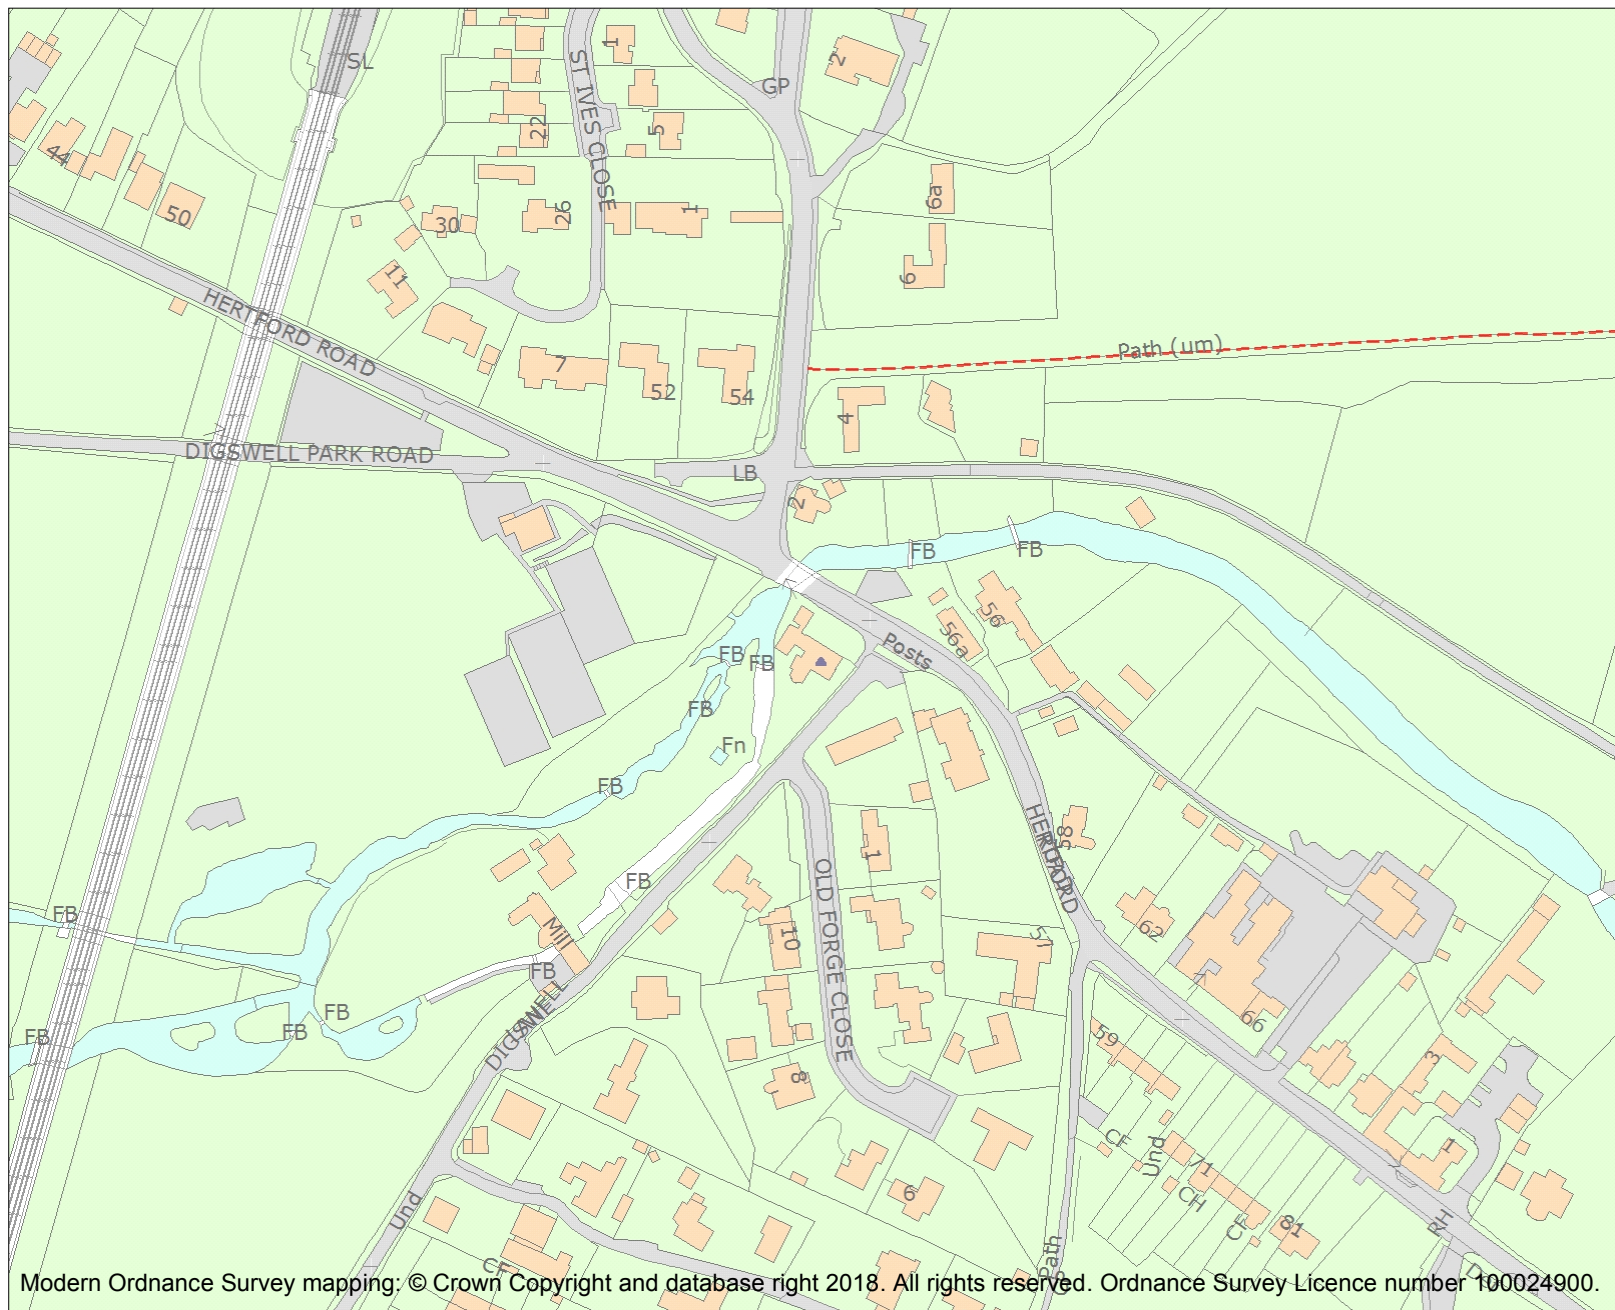 SL
GP
2
1
ST IVES CLOSE
22
5
44
50
30
26
1
6a
6
11
HERTFORD ROAD
Path (um)
7
52
54
4
DIGSWELL PARK ROAD
LB
2
FB
FB
56
56a
Posts
FB
FB
FB
Fn
FB
HERTFORD
ROAD
58
1
OLD FORGE CLOSE
FB
FB
Mill
10
62
57
FB
DIGSWELL
LANE
FB
FB
FB
66
59
3
8
CF
Und
71
1
CH
CF
81
6
Und
RH
Path
CF
Modern Ordnance Survey mapping: © Crown Copyright and database right 2018. All rights reserved. Ordnance Survey Licence number 100024900.